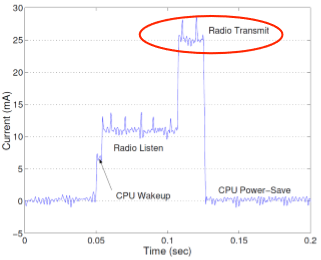 30
25
20
15
10
5
0
−5
Current (mA)
Radio Transmit
Radio Listen
CPU Wakeup
CPU Power−Save
0
0.05
0.1
0.15
0.2
Time (sec)